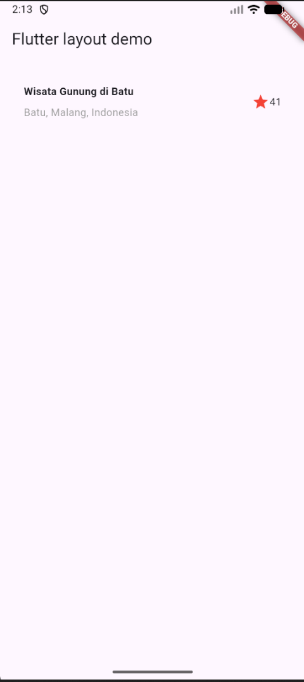 2:13
DEBUG
Flutter layout demo
Wisata Gunung di Batu
41
Batu, Malang, Indonesia